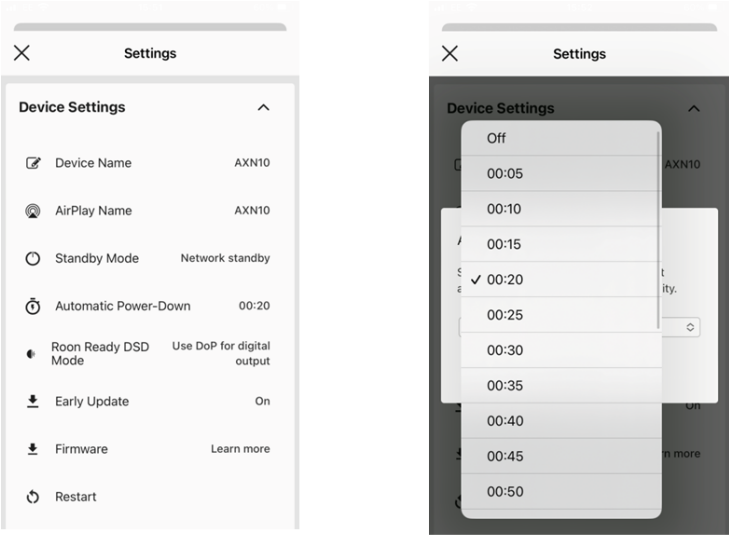 Settings
Device Settings
Device Name AXN10
AirPlay Name AXN10
Standby Mode Network standby
Automatic Power-Down 00:20
Roon Ready DSD
Mode
Use DoP for digital
output
Early Update On
Firmware Learn more
Restart
Settings
Device Settings
AXN10
Off
00:05
00:10
00:15
00:20
00:25
00:30
00:35
00:40
00:45
00:50
ity.
On
rn more